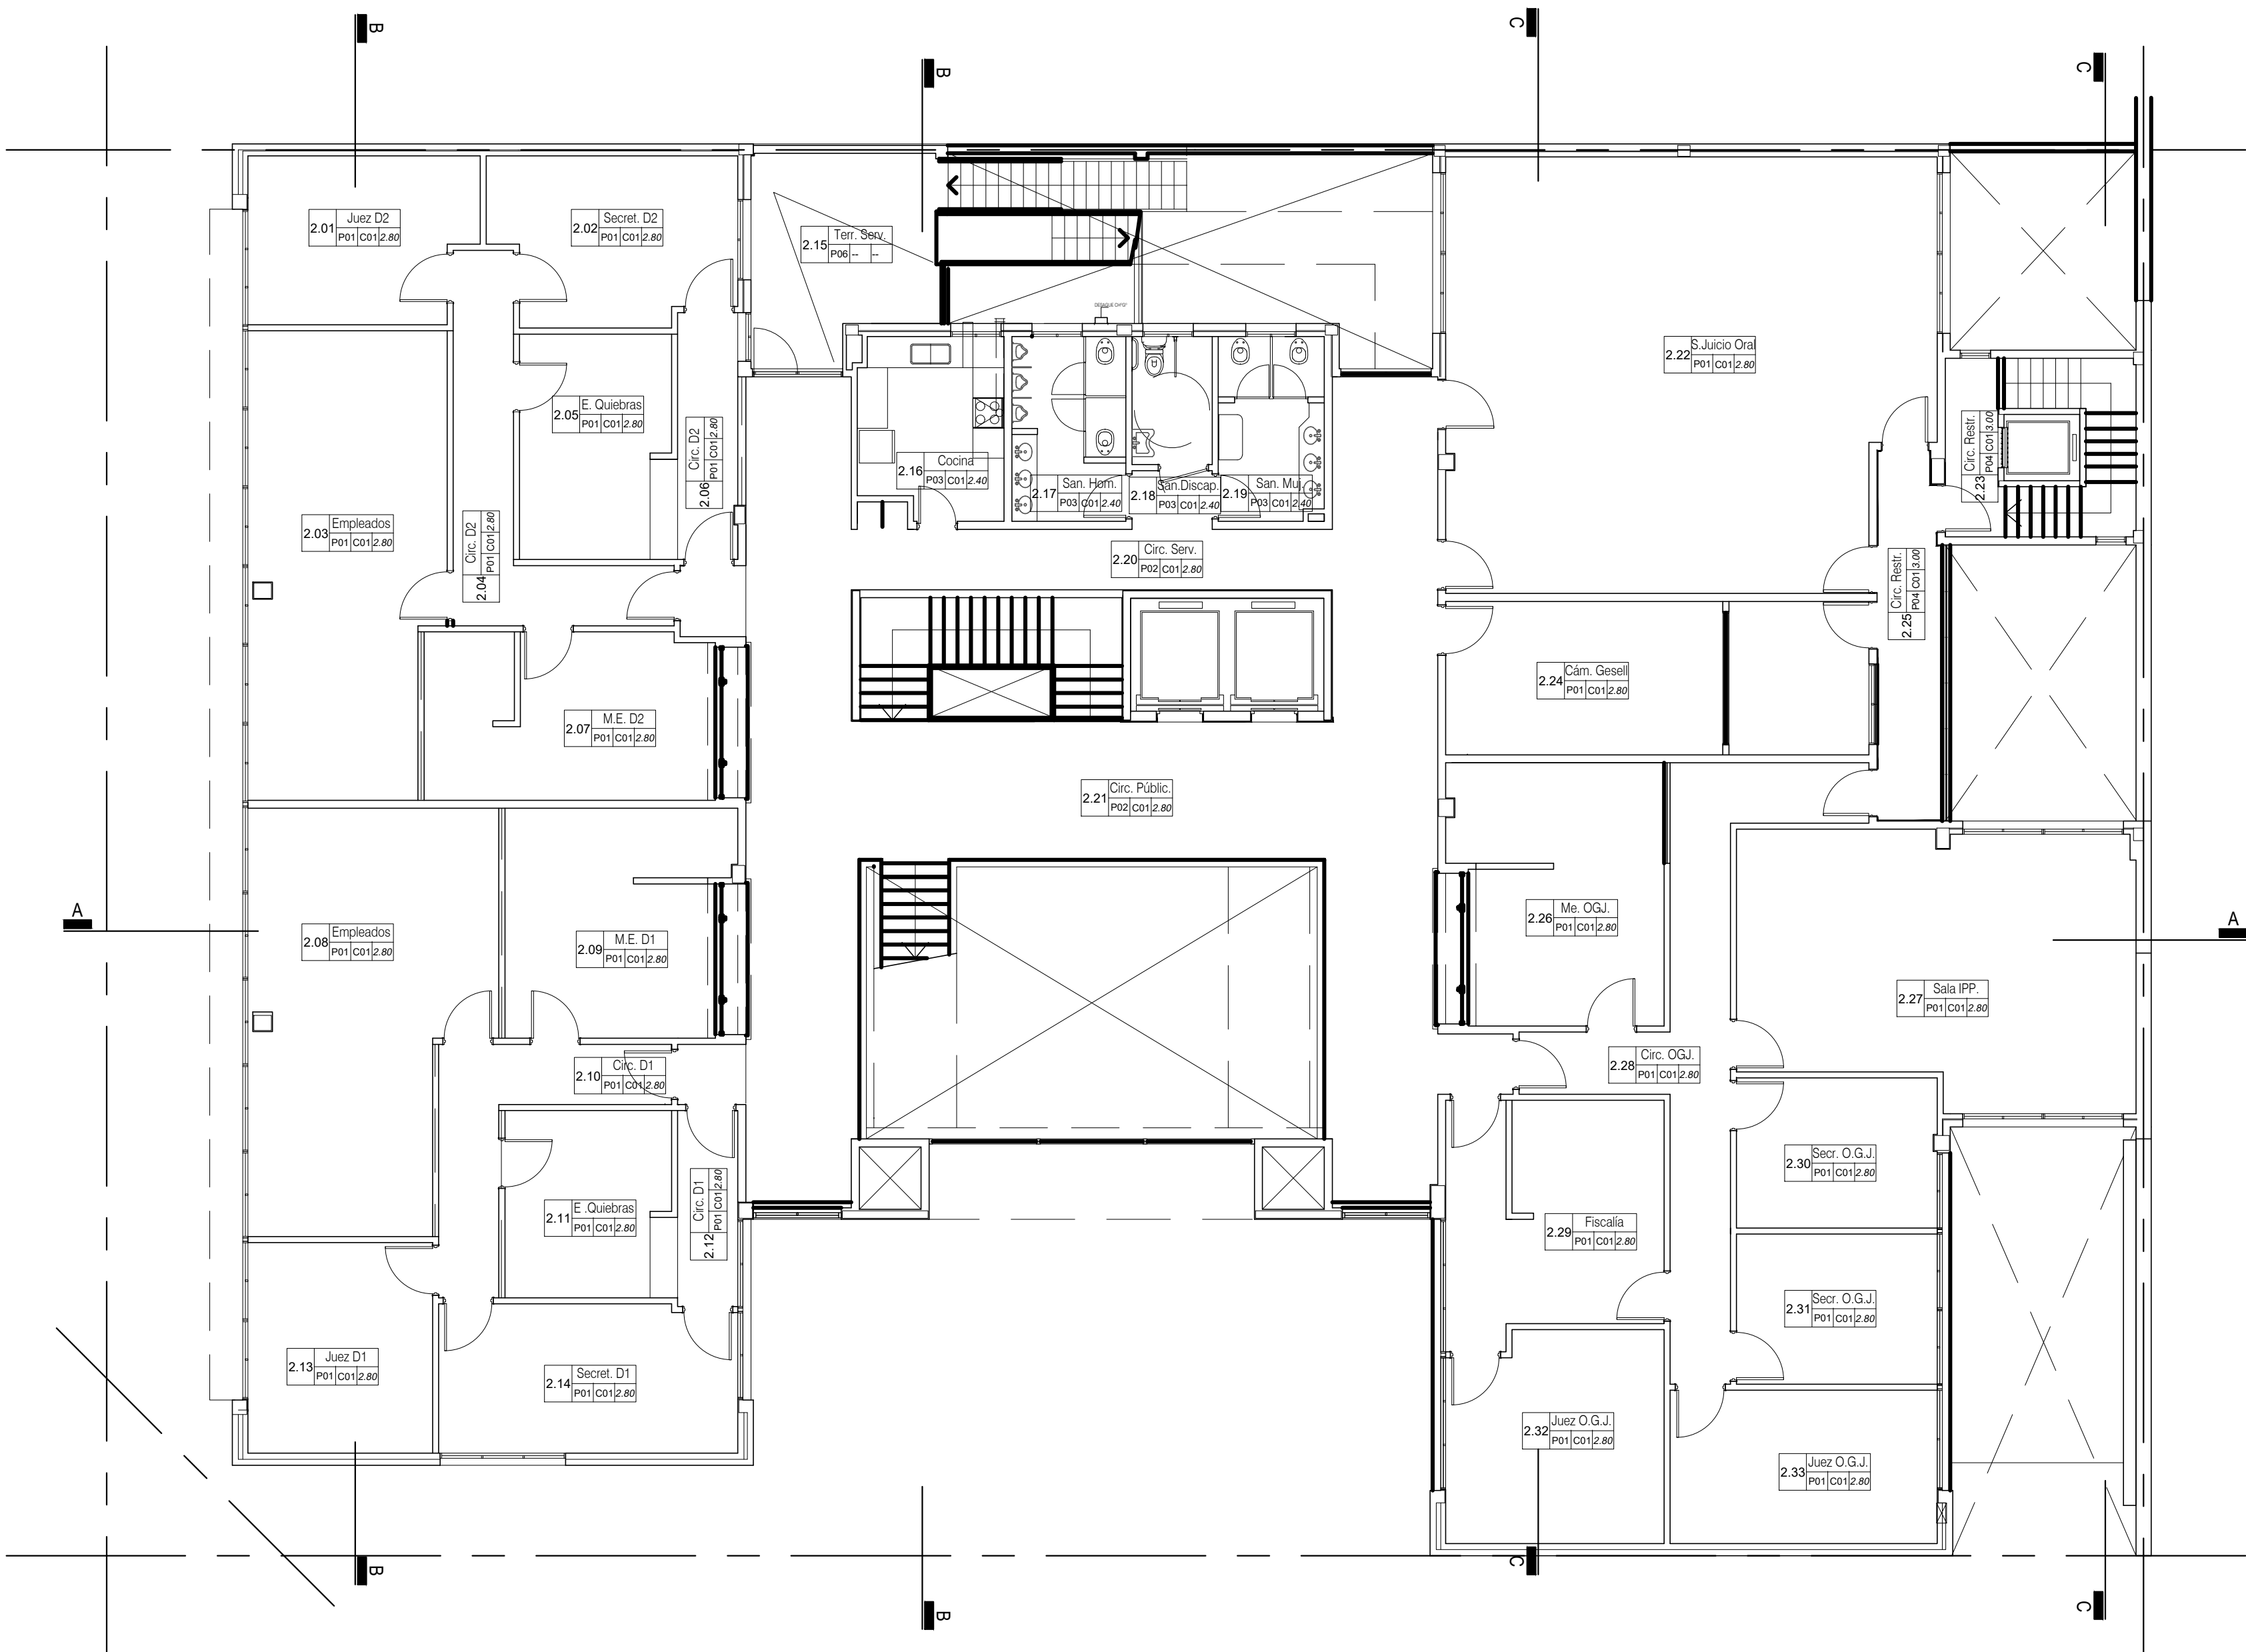 B
B
C
C
2.01 Juez D2
P01 C01 2.80
2.02 Secret. D2
P01 C01 2.80
2.15 Terr. Serv.
P06 -- --
2.22 S.Juicio Oral
P01 C01 2.80
2.05 E. Quiebras
P01 C01 2.80
2.06 Circ. D2
P01 C01 2.80
2.16 Cocina
P03 C01 2.40
2.17 San. Hom.
P03 C01 2.40
2.18 San.Discap.
P03 C01 2.40
2.19 San. Muj.
P03 C01 2.40
2.23 Circ. Restr.
P04 C01 3.00
2.03 Empleados
P01 C01 2.80
2.04 Circ. D2
P01 C01 2.80
2.20 Circ. Serv.
P02 C01 2.80
2.25 Circ. Restr.
P04 C01 3.00
2.24 Cám. Gesell
P01 C01 2.80
2.07 M.E. D2
P01 C01 2.80
2.21 Circ. Públic.
P02 C01 2.80
A
2.08 Empleados
P01 C01 2.80
2.09 M.E. D1
P01 C01 2.80
2.26 Me. OGJ.
P01 C01 2.80
A
2.27 Sala IPP.
P01 C01 2.80
2.10 Circ. D1
P01 C01 2.80
2.28 Circ. OGJ.
P01 C01 2.80
2.30 Secr. O.G.J.
P01 C01 2.80
2.11 E .Quiebras
P01 C01 2.80
2.12 Circ. D1
P01 C01 2.80
2.29 Fiscalía
P01 C01 2.80
2.31 Secr. O.G.J.
P01 C01 2.80
2.13 Juez D1
P01 C01 2.80
2.14 Secret. D1
P01 C01 2.80
2.32 Juez O.G.J.
P01 C01 2.80
2.33 Juez O.G.J.
P01 C01 2.80
B
B
C
C